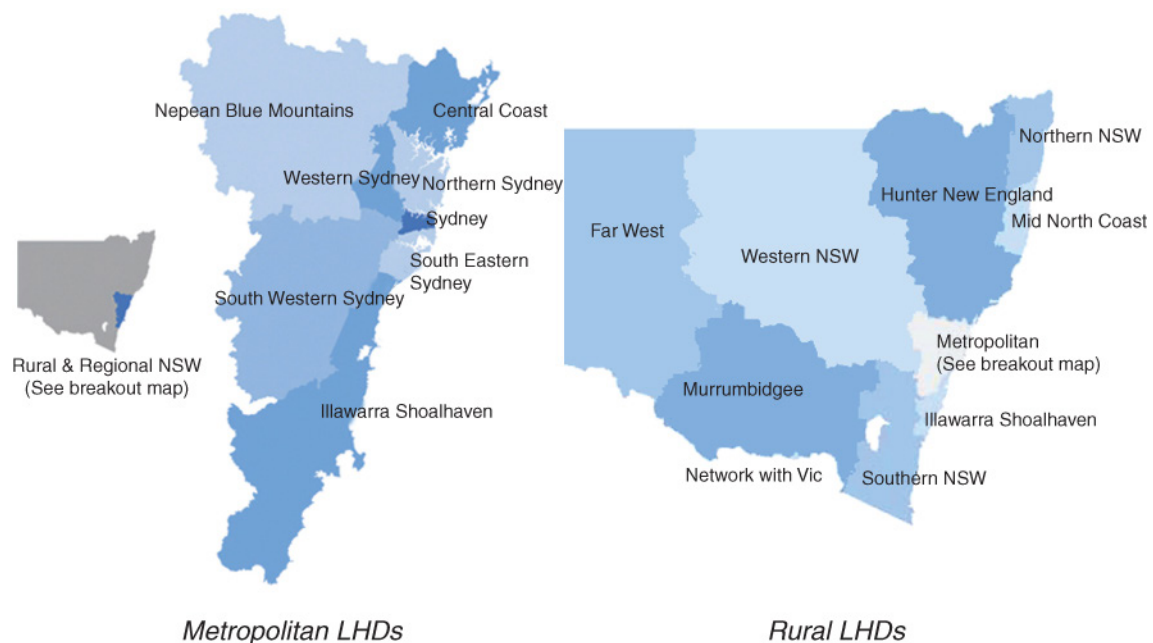 Nepean Blue Mountains
Central Coast
Western Sydney
Northern Sydney
Sydney
South Eastern
Sydney
South Western Sydney
Illawarra Shoalhaven
Rural & Regional NSW
(See breakout map)
Metropolitan LHDs
Northern NSW
Hunter New England
Mid North Coast
Far West
Western NSW
Metropolitan
(See breakout map)
Murrumbidgee
Illawarra Shoalhaven
Network with Vic
Southern NSW
Rural LHDs